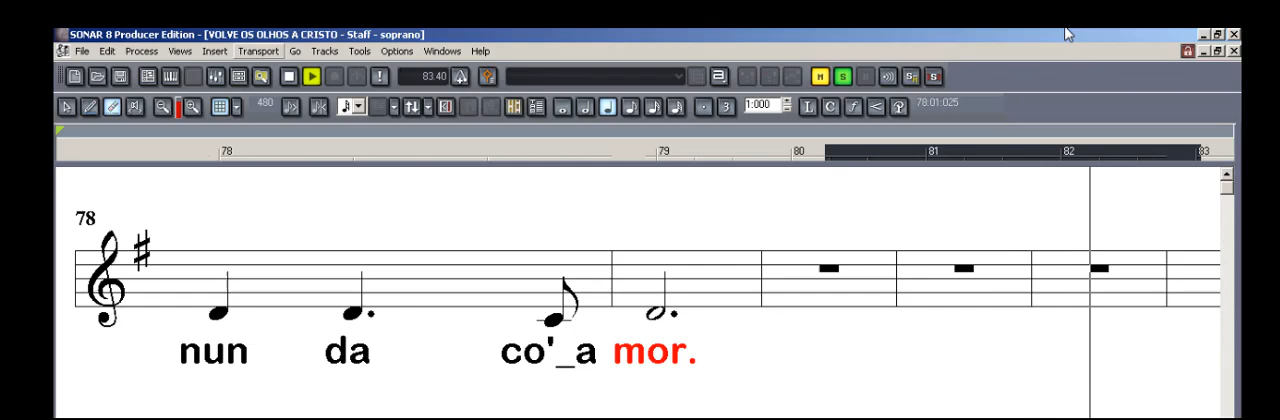 SONAR 8 Producer Edition - [VOLVE OS OLHOS A CRISTO - Staff - soprano]
File Edit Process Views Insert Transport Go Tracks Tools Options Windows Help
83.40 M S
480 3 1:000 L C f < 78:01:025
78 79 80 81 82 83
78
nun da co'_a mor.